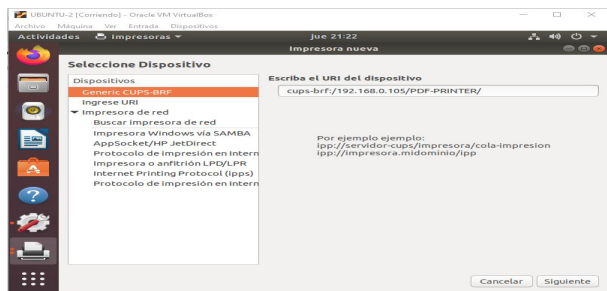 UBUNTU-2 [Corriendo] - Oracle VM VirtualBox
Archivo Máquina Ver Entrada Dispositivos
Actividades Impresoras jue 21:22
Impresora nueva
Seleccione Dispositivo
Dispositivos
Generic CUPS-BRF
Ingrese URI
Impresora de red
Buscar impresora de red
Impresora Windows vía SAMBA
AppSocket/HP JetDirect
Protocolo de impresión en Intern
Impresora o anfitrión LPD/LPR
Internet Printing Protocol (ipps)
Protocolo de impresión en Intern
Escriba el URI del dispositivo
cups-brf:/192.168.0.105/PDF-PRINTER/
Por ejemplo ejemplo:
ipp://servidor-cups/impresora/cola-impresion
ipp://impresora.midominio/ipp
Cancelar Siguiente